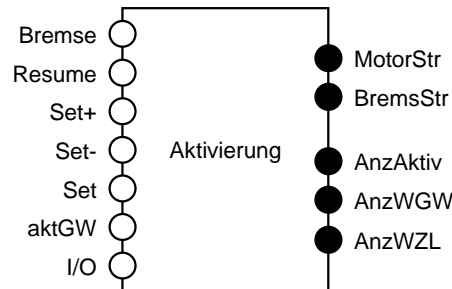 Bremse
Resume
Set+
Set-
Set
aktGW
I/O
Aktivierung
MotorStr
BremsStr
AnzAktiv
AnzWGW
AnzWZL